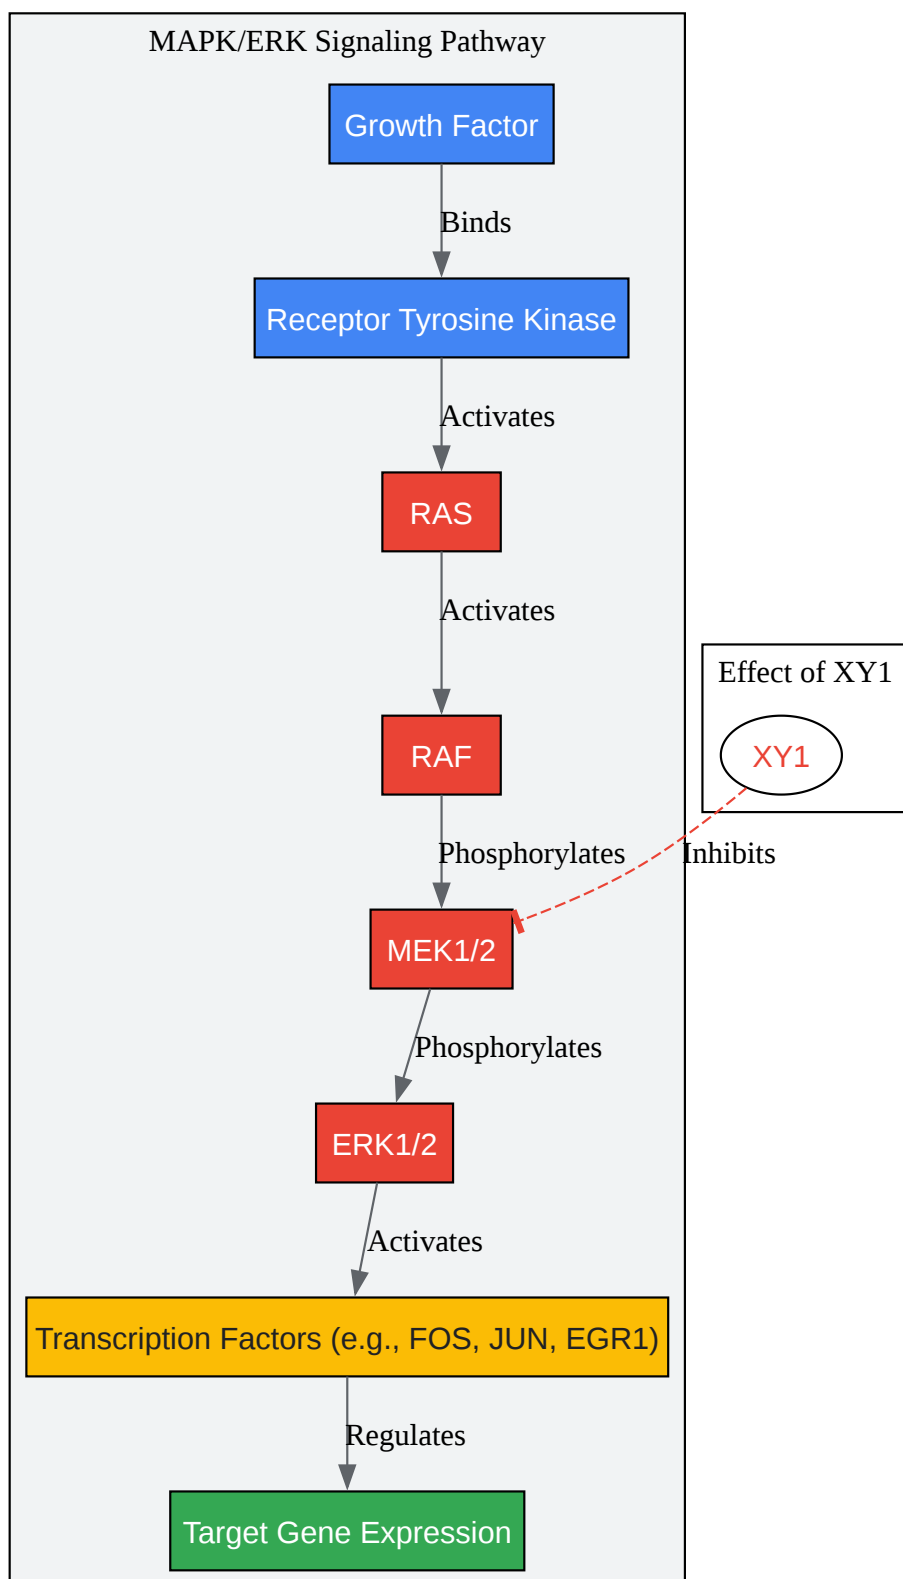 MAPK/ERK Signaling Pathway
Growth Factor
Binds
Receptor Tyrosine Kinase
Activates
RAS
Activates
Effect of XY1
RAF
XY1
Phosphorylates
Inhibits
MEK1/2
Phosphorylates
ERK1/2
Activates
Transcription Factors (e.g., FOS, JUN, EGR1)
Regulates
Target Gene Expression